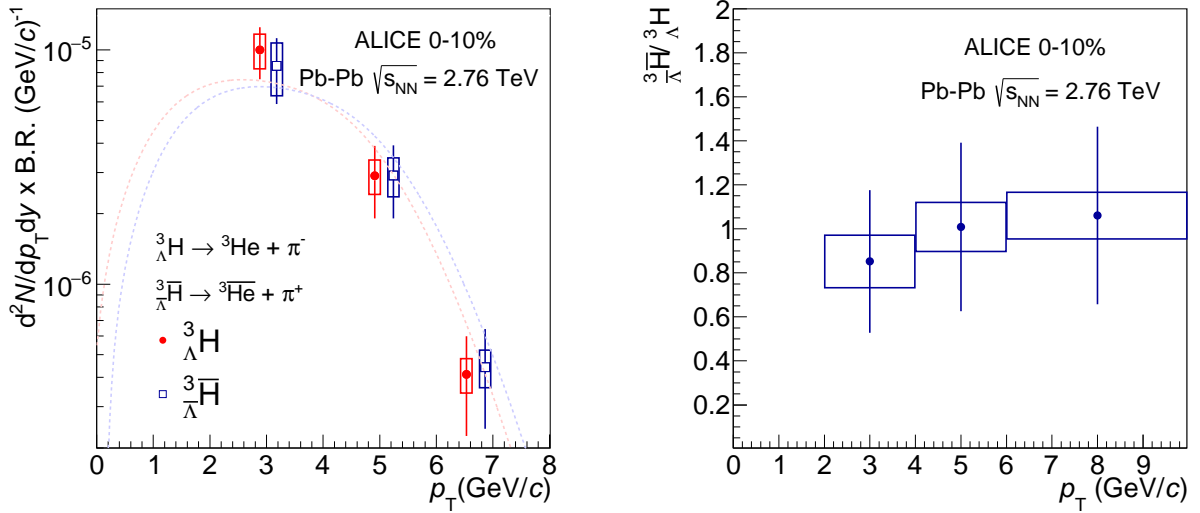 ALICE 0-10%
Pb-Pb √s_NN = 2.76 TeV
d²N/dp_T dy x B.R. (GeV/c)⁻¹
10⁻⁵
10⁻⁶
³_ΛH → ³He + π⁻
³_Λ̅H̅ → ³H̅e̅ + π⁺
³_ΛH
³_Λ̅H̅
0 1 2 3 4 5 6 7 8
p_T(GeV/c)
³_Λ̅H̅/³_ΛH
ALICE 0-10%
Pb-Pb √s_NN = 2.76 TeV
2
1.8
1.6
1.4
1.2
1
0.8
0.6
0.4
0.2
0 1 2 3 4 5 6 7 8 9
p_T (GeV/c)